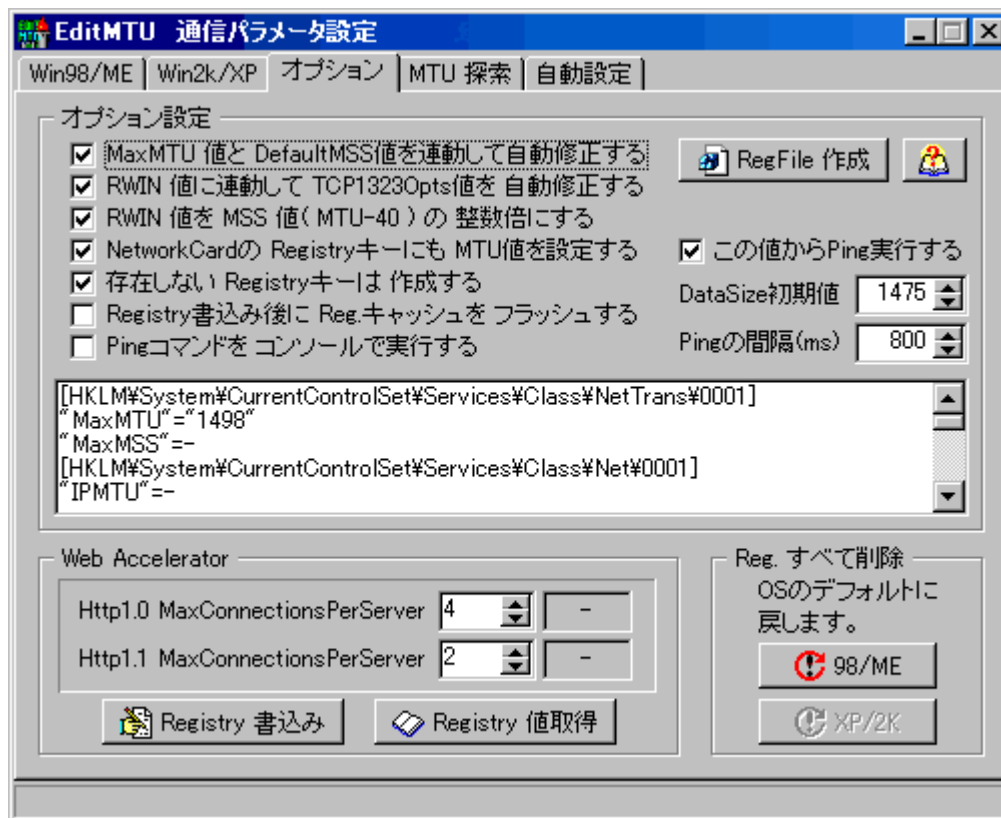 EditMTU 通信パラメータ設定
Win98/ME Win2k/XP オプション MTU 探索 自動設定
オプション設定
MaxMTU 値と DefaultMSS値を連動して自動修正する
RWIN 値に連動して TCP1323Opts値を 自動修正する
RWIN 値を MSS 値( MTU-40 ) の 整数倍にする
NetworkCardの Registryキーにも MTU値を設定する
存在しない Registryキーは 作成する
Registry書込み後に Reg.キャッシュを フラッシュする
Pingコマンドを コンソールで実行する
RegFile 作成
この値からPing実行する
DataSize初期値 1475
Pingの間隔(ms) 800
[HKLM¥System¥CurrentControlSet¥Services¥Class¥NetTrans¥0001]
"MaxMTU"="1498"
"MaxMSS"=-
[HKLM¥System¥CurrentControlSet¥Services¥Class¥Net¥0001]
"IPMTU"=-
Web Accelerator
Http1.0 MaxConnectionsPerServer 4 -
Http1.1 MaxConnectionsPerServer 2 -
Registry 書込み Registry 値取得
Reg. すべて削除
OSのデフォルトに
戻します。
98/ME
XP/2K